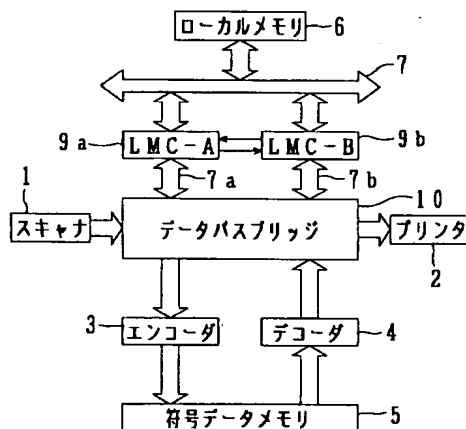 ローカルメモリ
6
7
9a
LMC-A
LMC-B
9b
7a
7b
1
10
スキャナ
データパスブリッジ
プリンタ
2
3
エンコーダ
デコーダ
4
符号データメモリ
5